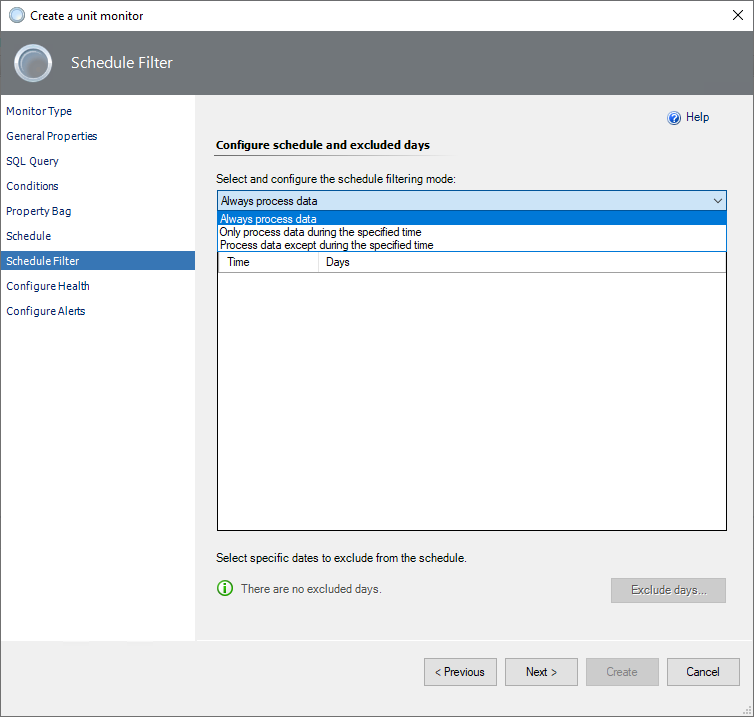 Create a unit monitor
Schedule Filter
Monitor Type
General Properties
SQL Query
Conditions
Property Bag
Schedule
Schedule Filter
Configure Health
Configure Alerts
Help
Configure schedule and excluded days
Select and configure the schedule filtering mode:
Always process data
Always process data
Only process data during the specified time
Process data except during the specified time
Time Days
Select specific dates to exclude from the schedule.
There are no excluded days.
Exclude days...
< Previous Next > Create Cancel